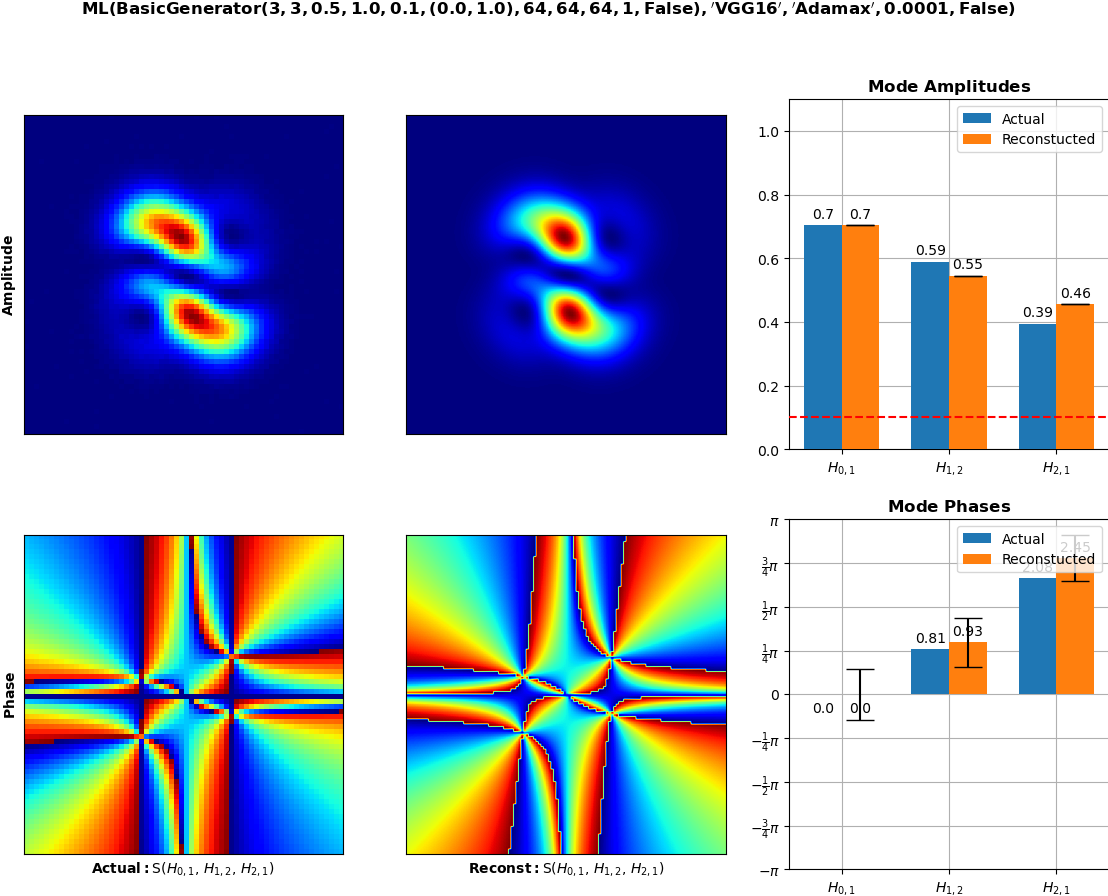 ML(BasicGenerator(3, 3, 0.5, 1.0, 0.1, (0.0, 1.0), 64, 64, 64, 1, False), ′VGG16′, ′Adamax′, 0.0001, False)
Mode Amplitudes
Amplitude
1.0
0.8
0.6
0.4
0.2
0.0
Actual
Reconstucted
0.7
0.7
0.59
0.55
0.39
0.46
H0,1
H1,2
H2,1
Mode Phases
Phase
π
3/4π
1/2π
1/4π
0
−1/4π
−1/2π
−3/4π
−π
Actual
Reconstucted
0.0
0.0
0.81
0.93
2.08
2.45
H0,1
H1,2
H2,1
Actual: S(H0,1, H1,2, H2,1)
Reconst: S(H0,1, H1,2, H2,1)